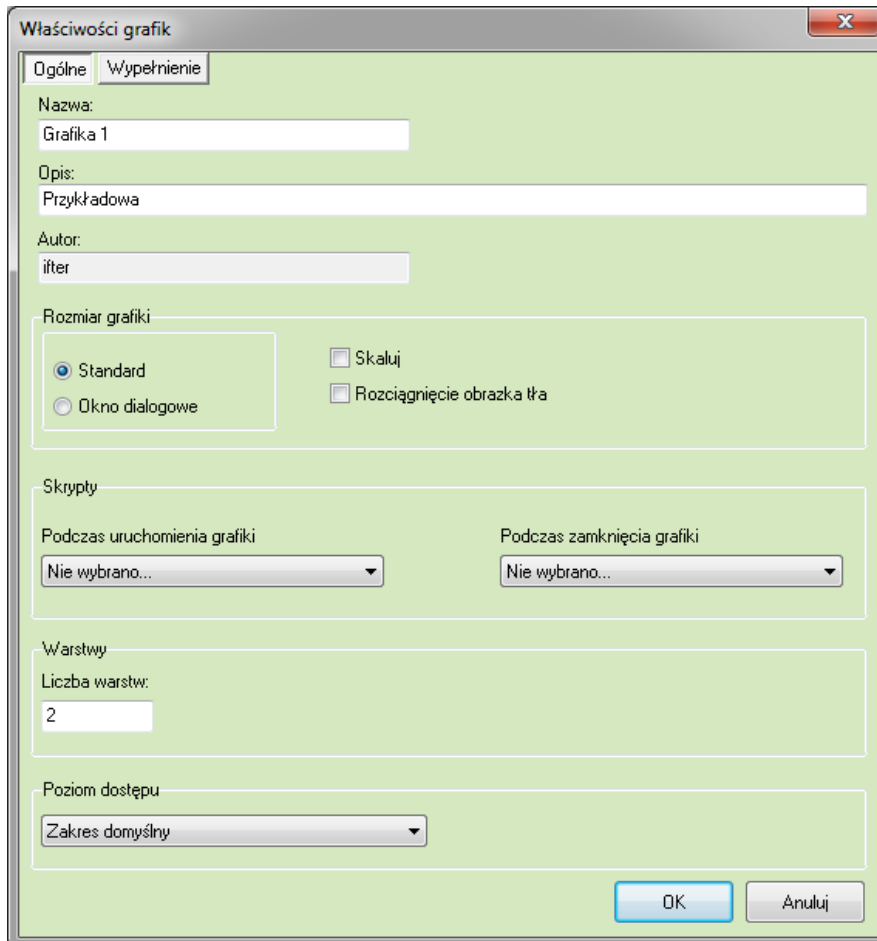 Właściwości grafik
Ogólne Wypełnienie
Nazwa:
Grafika 1
Opis:
Przykładowa
Autor:
ifter
Rozmiar grafiki
Standard
Okno dialogowe
Skaluj
Rozciągnięcie obrazka tła
Skrypty
Podczas uruchomienia grafiki
Nie wybrano...
Podczas zamknięcia grafiki
Nie wybrano...
Warstwy
Liczba warstw:
2
Poziom dostępu
Zakres domyślny
OK Anuluj